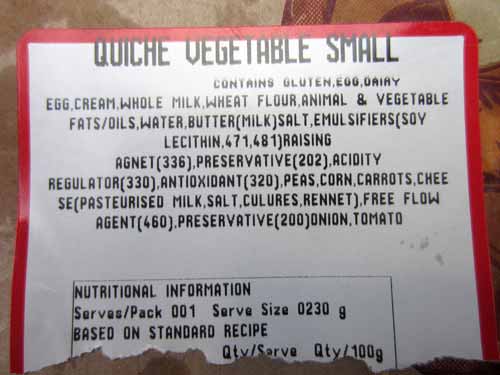 QUICHE VEGETABLE SMALL
CONTAINS GLUTEN,EGG,DAIRY
EGG,CREAM,WHOLE MILK,WHEAT FLOUR,ANIMAL & VEGETABLE
FATS/OILS,WATER,BUTTER(MILK)SALT,EMULSIFIERS(SOY
LECITHIN,471,481)RAISING
AGNET(336),PRESERVATIVE(202),ACIDITY
REGULATOR(330),ANTIOXIDANT(320),PEAS,CORN,CARROTS,CHEE
SE(PASTEURISED MILK,SALT,CULURES,RENNET),FREE FLOW
AGENT(460),PRESERVATIVE(200)ONION,TOMATO
NUTRITIONAL INFORMATION
Serves/Pack 001 Serve Size 0230 g
BASED ON STANDARD RECIPE
Qty/Serve Qty/100g